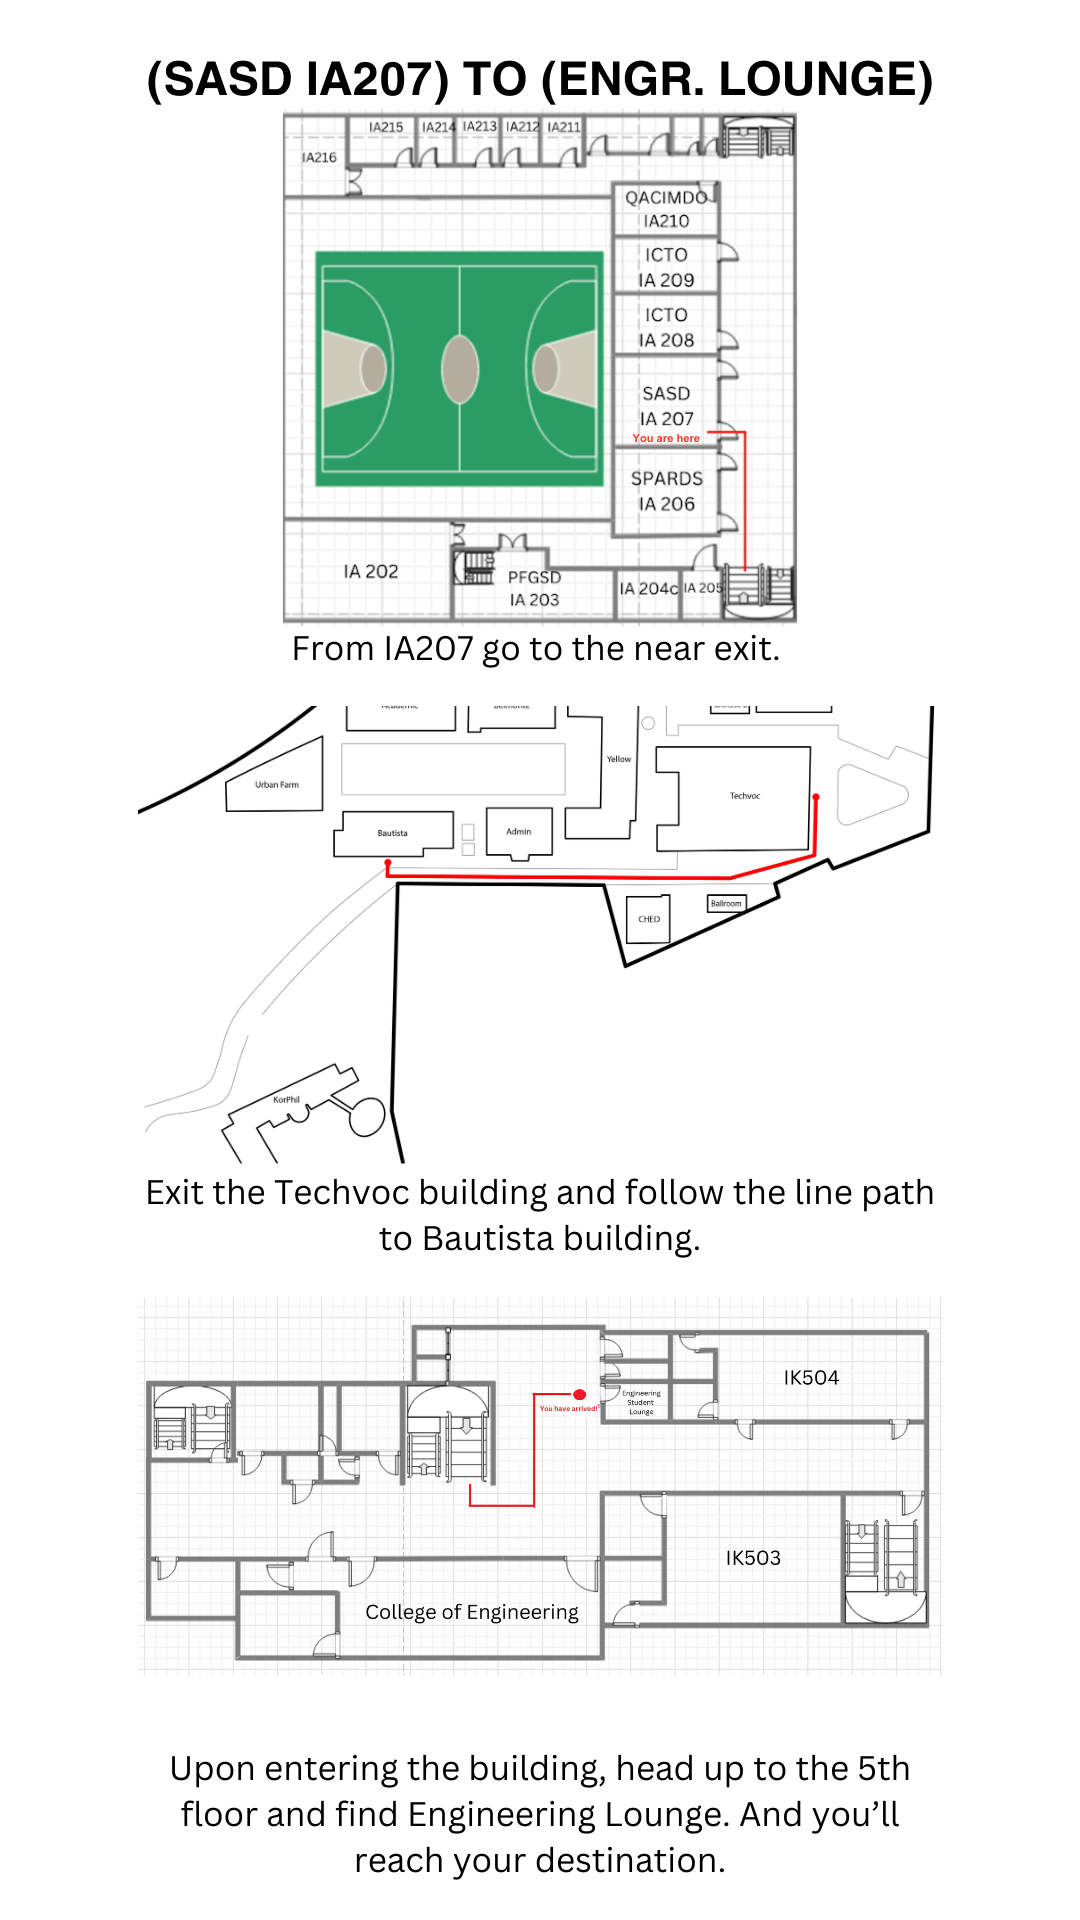 (SASD IA207) TO (ENGR. LOUNGE)
IA216
IA215
IA214
IA213
IA212
IA211
QACIMDO
IA210
ICTO
IA 209
ICTO
IA 208
SASD
IA 207
You are here
SPARDS
IA 206
IA 202
PFGSD
IA 203
IA 204c
IA 205
From IA207 go to the near exit.
Academic
Belmonte
Urban Farm
Yellow
Techvoc
Bautista
Admin
CHED
Ballroom
KorPhil
Exit the Techvoc building and follow the line path
to Bautista building.
IK504
Engineering
Student
Lounge
You have arrived!
IK503
College of Engineering
Upon entering the building, head up to the 5th
floor and find Engineering Lounge. And you’ll
reach your destination.